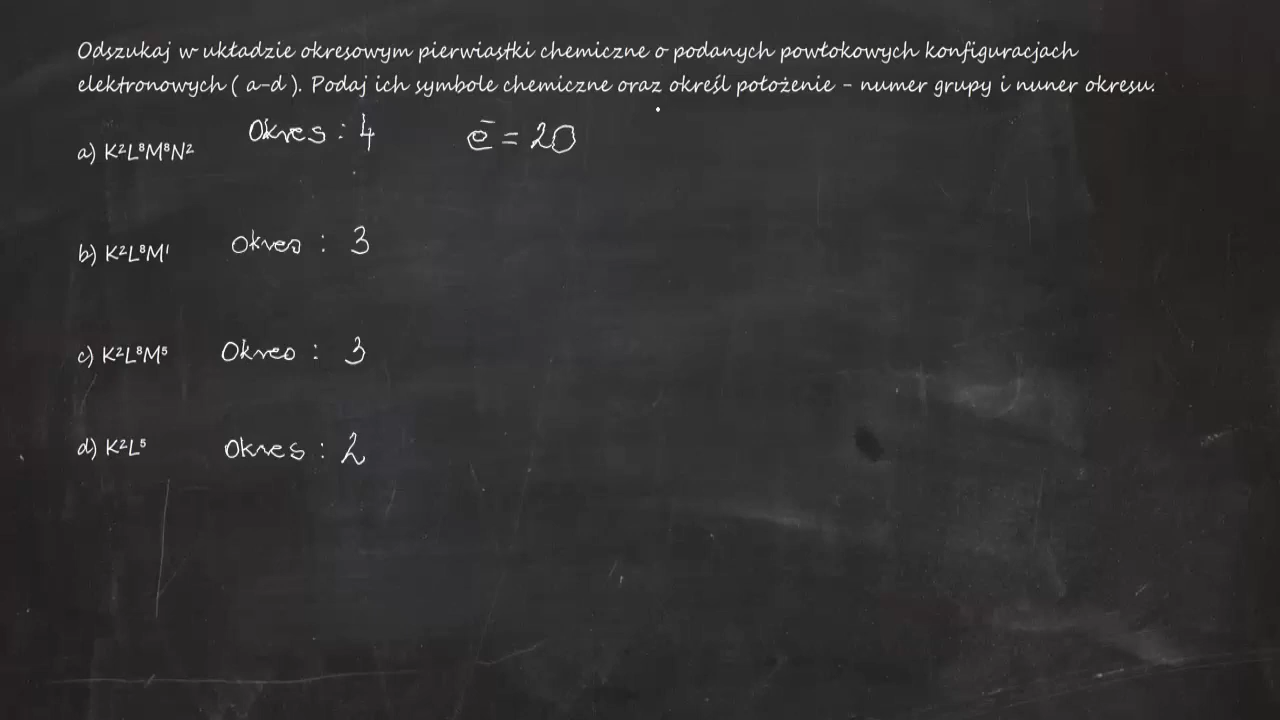 Odszukaj w układzie okresowym pierwiastki chemiczne o podanych powłokowych konfiguracjach
elektronowych ( a-d ). Podaj ich symbole chemiczne oraz określ położenie - numer grupy i nuner okresu.
a) K²L⁸M⁸N² Okres : 4 e⁻ = 20
b) K²L⁸M¹ Okres : 3
c) K²L⁸M⁵ Okres : 3
d) K²L⁵ Okres : 2